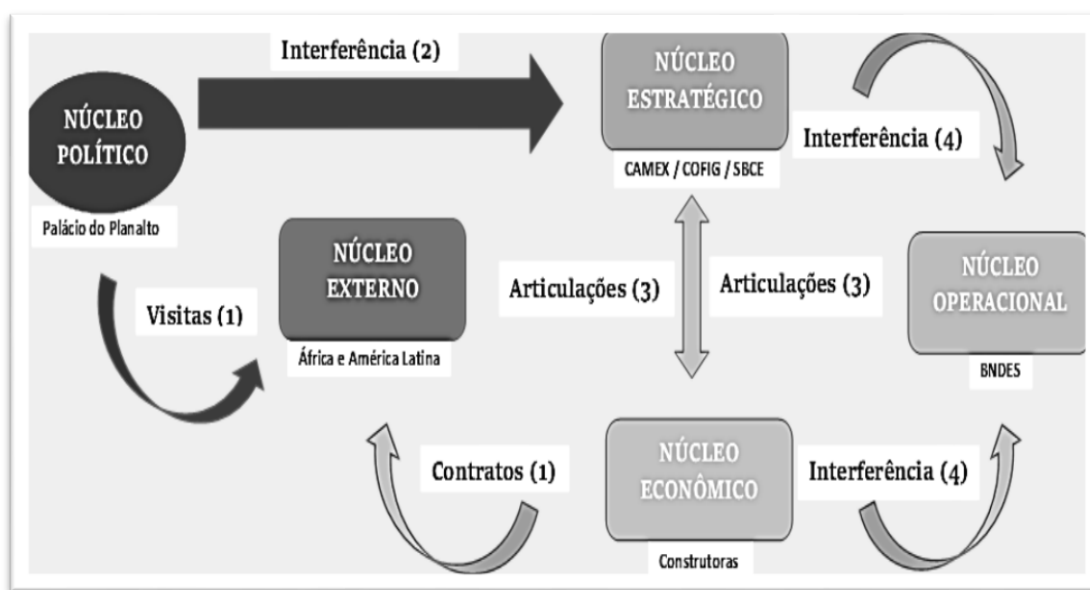 Interferência (2)
NÚCLEO
ESTRATÉGICO
CAMEX / COFIG / SBCE
Interferência (4)
NÚCLEO
POLÍTICO
Palácio do Planalto
NÚCLEO
EXTERNO
África e América Latina
Visitas (1)
Articulações (3)
Articulações (3)
NÚCLEO
OPERACIONAL
BNDES
Contratos (1)
NÚCLEO
ECONÔMICO
Construtoras
Interferência (4)